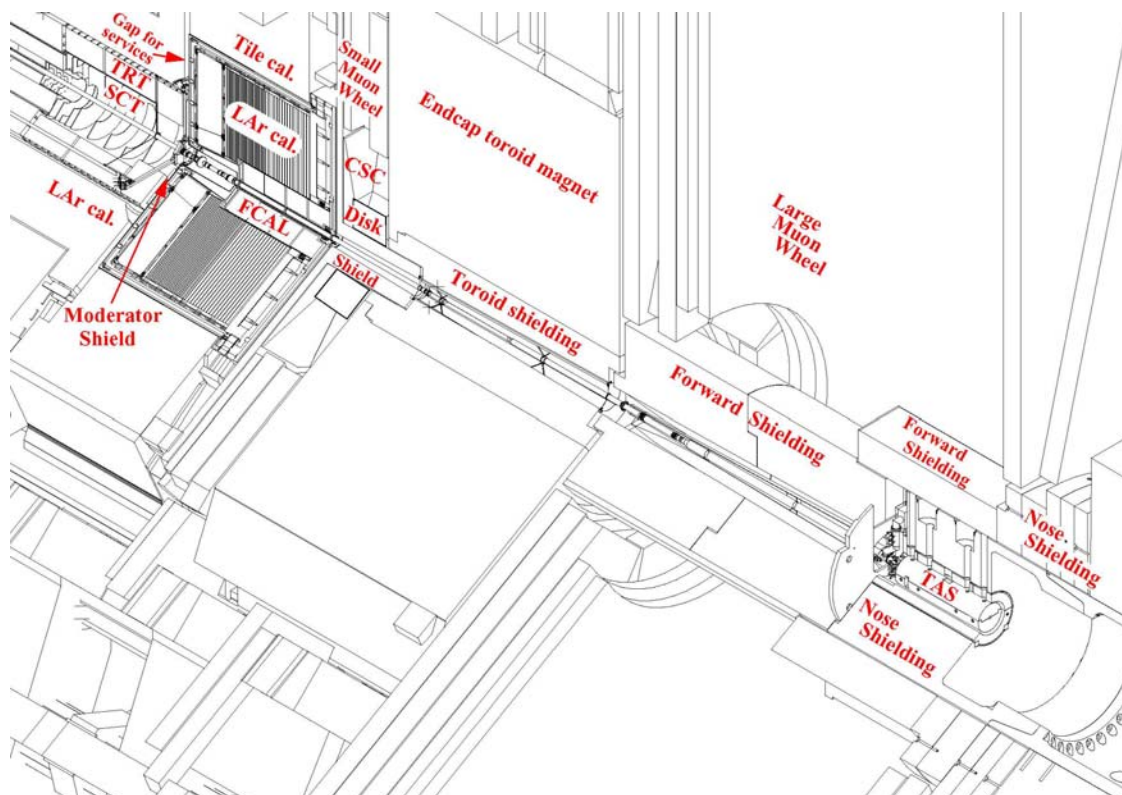 Gap for
services
TRT
SCT
Tile cal.
LAr cal.
Small
Muon
Wheel
CSC
Disk
Endcap toroid magnet
Large
Muon
Wheel
LAr cal.
FCAL
Shield
Moderator
Shield
Toroid shielding
Forward Shielding
Forward
Shielding
Nose
Shielding
TAS
Nose
Shielding